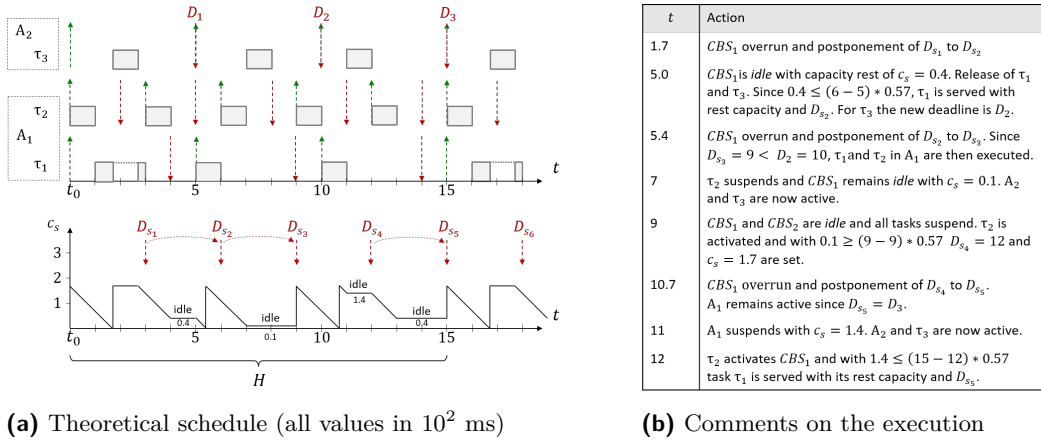 D₁ D₂ D₃
A₂
τ₃
τ₂
A₁
τ₁
t
t₀ 5 10 15
cₛ
Dₛ₁ Dₛ₂ Dₛ₃ Dₛ₄ Dₛ₅ Dₛ₆
3
2
1
idle
0.4
idle
0.1
idle
1.4
idle
0.4
t
t₀ 5 10 15
H
(a) Theoretical schedule (all values in 10² ms)
t Action
1.7 CBS₁ overrun and postponement of Dₛ₁ to Dₛ₂
5.0 CBS₁is idle with capacity rest of cₛ = 0.4. Release of τ₁
and τ₃. Since 0.4 ≤ (6 − 5) * 0.57, τ₁ is served with
rest capacity and Dₛ₂. For τ₃ the new deadline is D₂.
5.4 CBS₁ overrun and postponement of Dₛ₂ to Dₛ₃. Since
Dₛ₃ = 9 < D₂ = 10, τ₁and τ₂ in A₁ are then executed.
7 τ₂ suspends and CBS₁ remains idle with cₛ = 0.1. A₂
and τ₃ are now active.
9 CBS₁ and CBS₂ are idle and all tasks suspend. τ₂ is
activated and with 0.1 ≥ (9 − 9) * 0.57 Dₛ₄ = 12 and
cₛ = 1.7 are set.
10.7 CBS₁ overrun and postponement of Dₛ₄ to Dₛ₅.
A₁ remains active since Dₛ₅ = D₃.
11 A₁ suspends with cₛ = 1.4. A₂ and τ₃ are now active.
12 τ₂ activates CBS₁ and with 1.4 ≤ (15 − 12) * 0.57
task τ₁ is served with its rest capacity and Dₛ₅.
(b) Comments on the execution